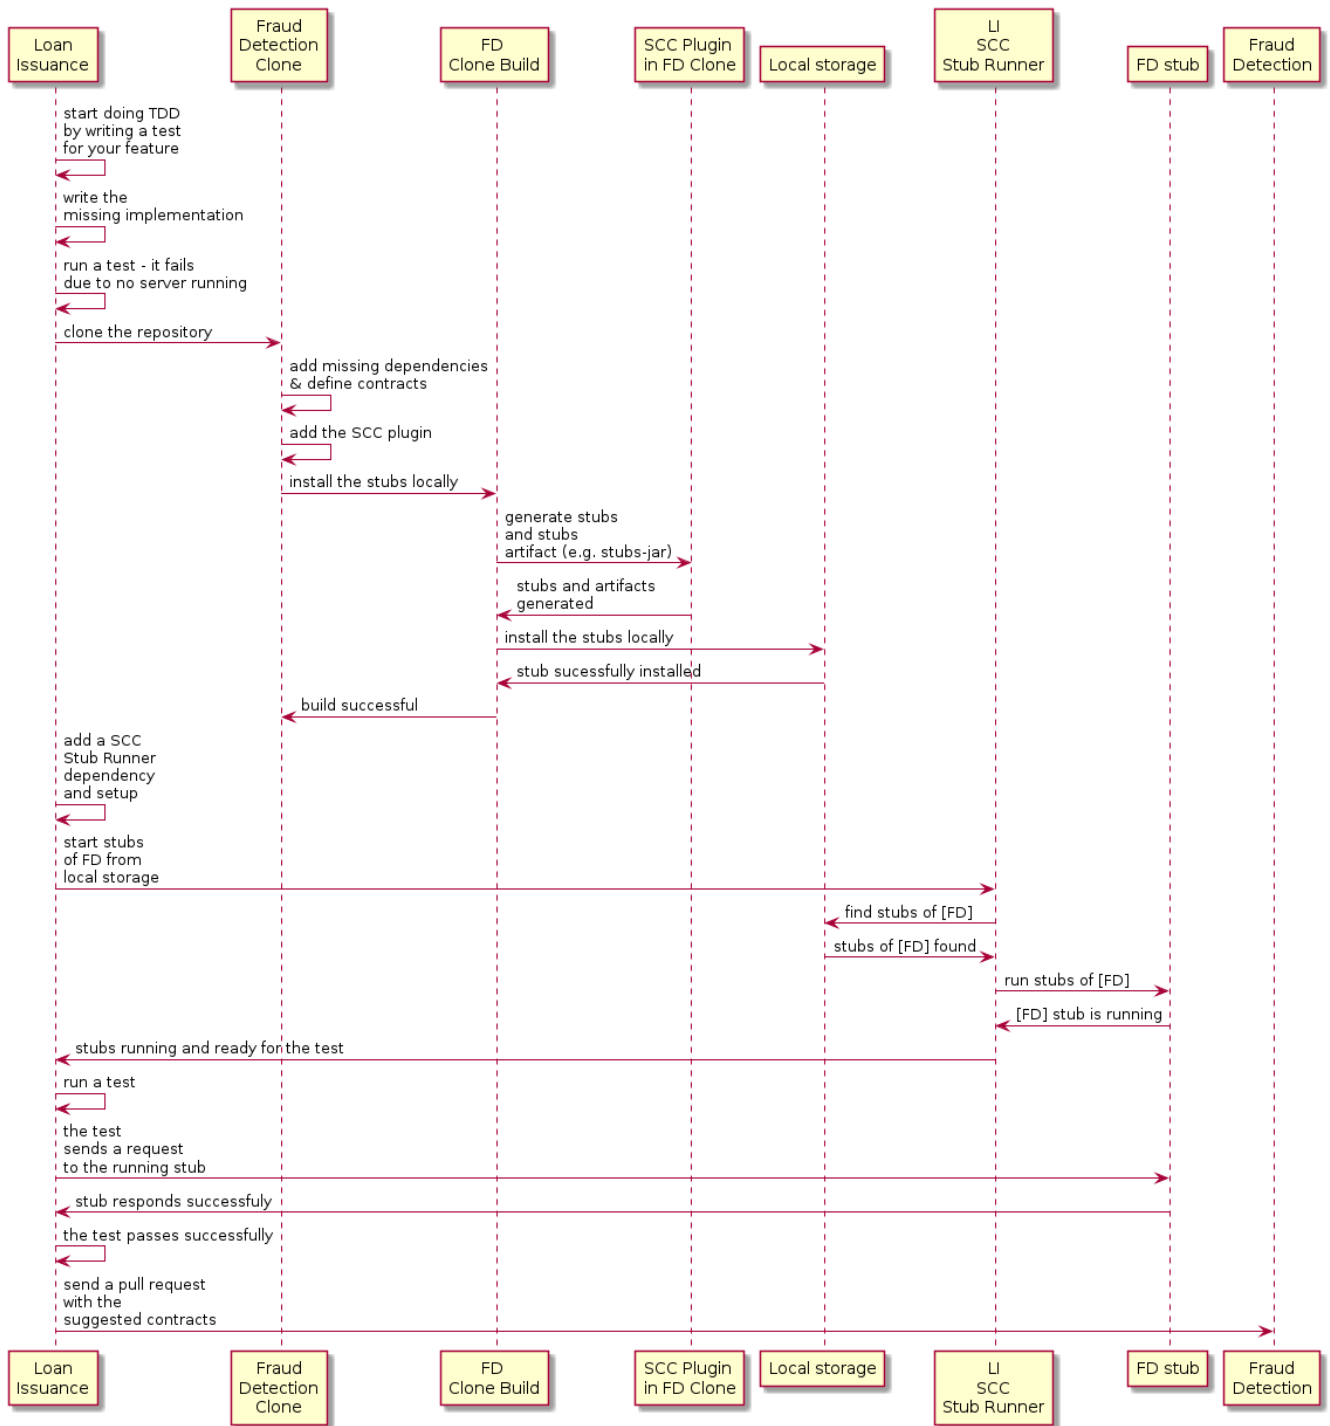 Loan
Issuance
Fraud
Detection
Clone
FD
Clone Build
SCC Plugin
in FD Clone
Local storage
LI
SCC
Stub Runner
FD stub
Fraud
Detection
start doing TDD
by writing a test
for your feature
write the
missing implementation
run a test - it fails
due to no server running
clone the repository
add missing dependencies
& define contracts
add the SCC plugin
install the stubs locally
generate stubs
and stubs
artifact (e.g. stubs-jar)
stubs and artifacts
generated
install the stubs locally
stub sucessfully installed
build successful
add a SCC
Stub Runner
dependency
and setup
start stubs
of FD from
local storage
find stubs of [FD]
stubs of [FD] found
run stubs of [FD]
[FD] stub is running
stubs running and ready for the test
run a test
the test
sends a request
to the running stub
stub responds successfuly
the test passes successfully
send a pull request
with the
suggested contracts
Loan
Issuance
Fraud
Detection
Clone
FD
Clone Build
SCC Plugin
in FD Clone
Local storage
LI
SCC
Stub Runner
FD stub
Fraud
Detection